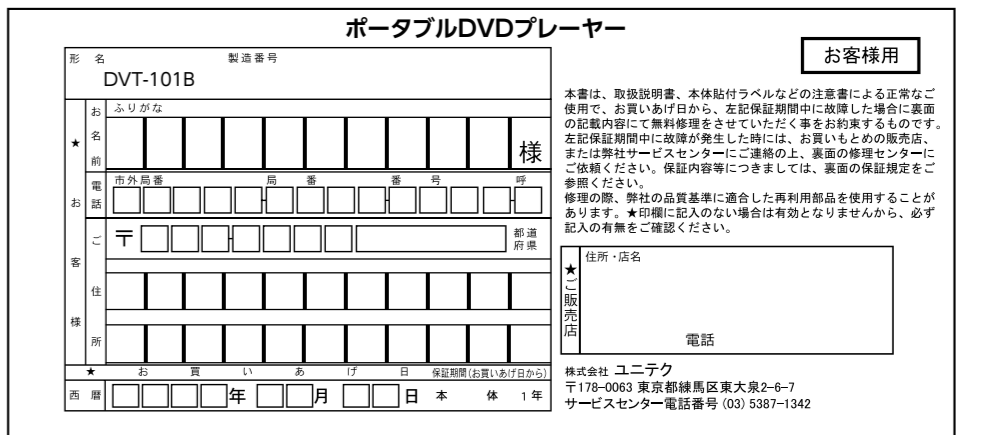 ポータブルDVDプレーヤー
お客様用
形名 製造番号
DVT-101B
★お客様
お名前
ふりがな
様
電話
市外局番 局番 番号 呼
ご住所
〒 都道府県
★お買いあげ日 保証期間(お買いあげ日から)
西暦 年 月 日 本体 1年
本書は、取扱説明書、本体貼付ラベルなどの注意書による正常なご
使用で、お買いあげ日から、左記保証期間中に故障した場合に裏面
の記載内容にて無料修理をさせていただく事をお約束するものです。
左記保証期間中に故障が発生した時には、お買いもとめの販売店、
または弊社サービスセンターにご連絡の上、裏面の修理センターに
ご依頼ください。保証内容等につきましては、裏面の保証規定をご
参照ください。
修理の際、弊社の品質基準に適合した再利用部品を使用することが
あります。★印欄に記入のない場合は有効となりませんから、必ず
記入の有無をご確認ください。
★ご販売店
住所・店名
電話
株式会社 ユニテク
〒178-0063 東京都練馬区東大泉2-6-7
サービスセンター電話番号 (03) 5387-1342